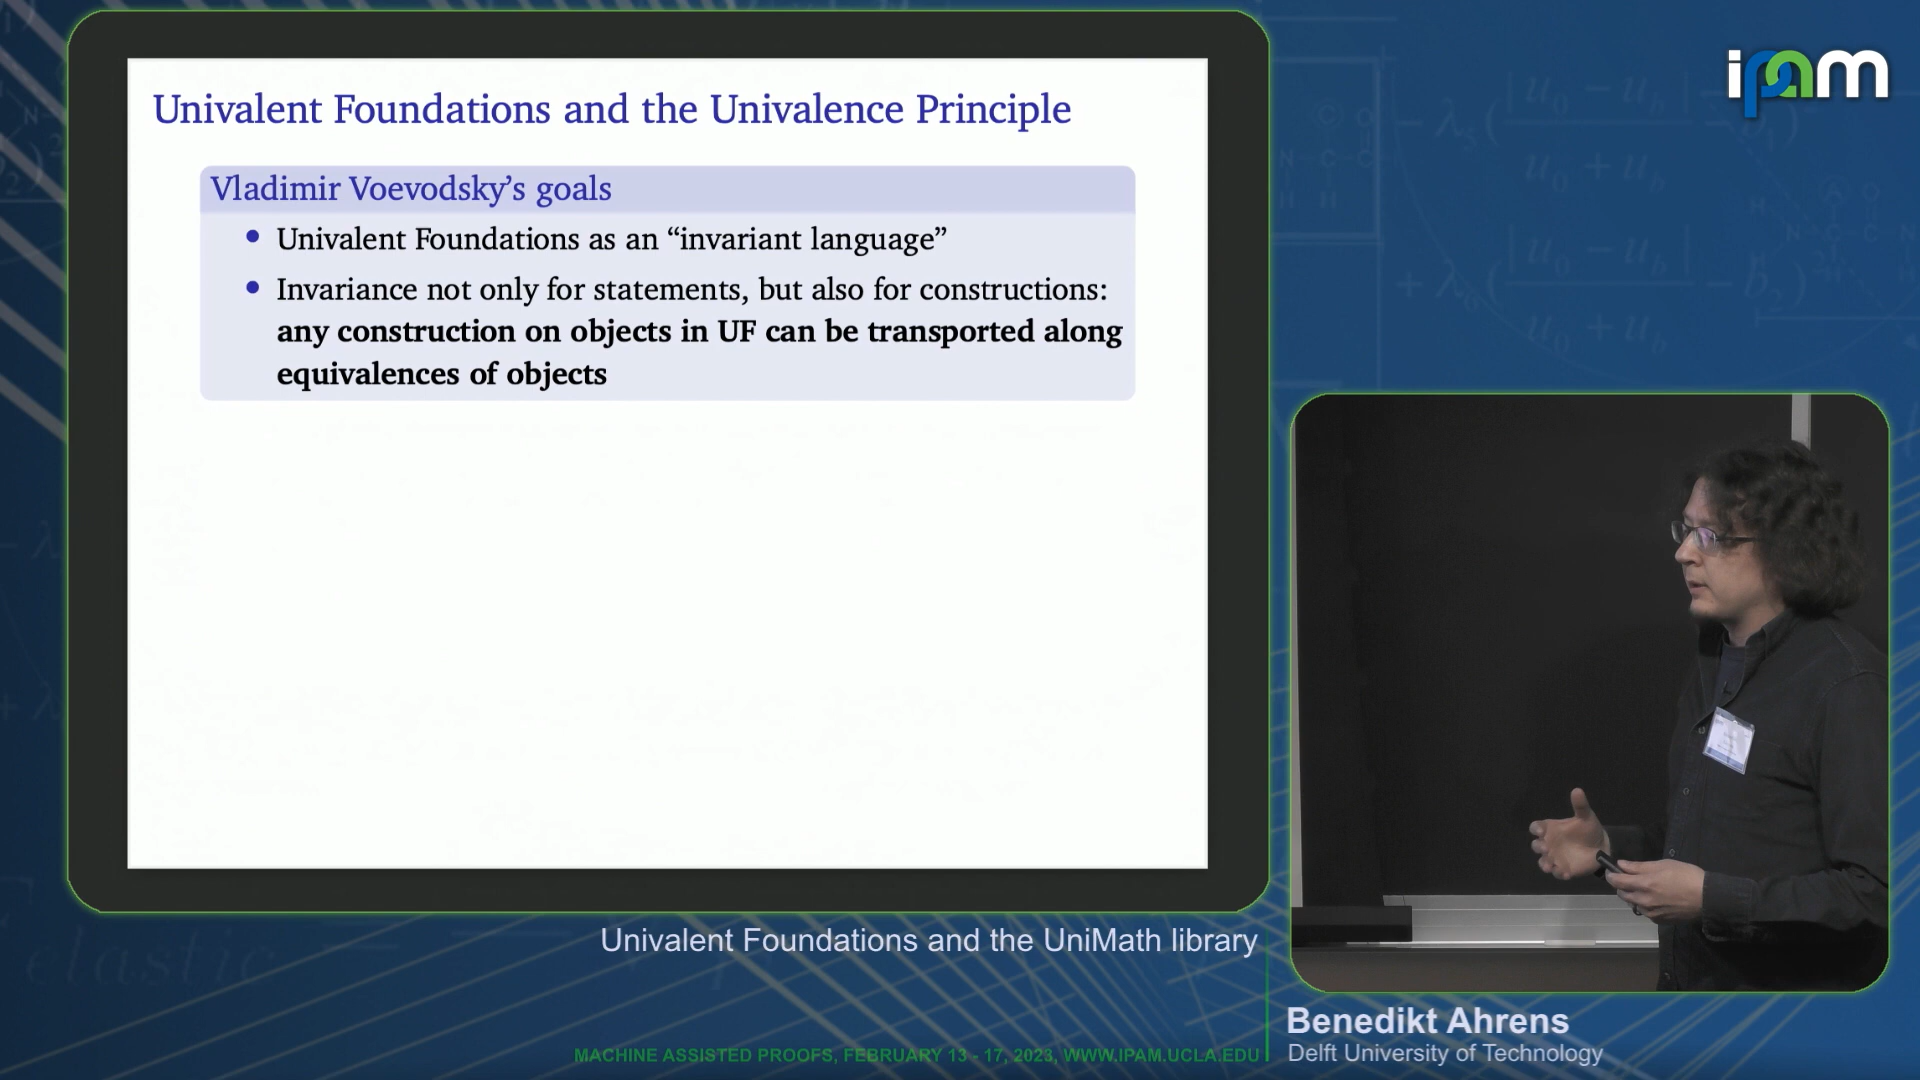 ipam
Univalent Foundations and the Univalence Principle
Vladimir Voevodsky’s goals
• Univalent Foundations as an “invariant language”
• Invariance not only for statements, but also for constructions:
any construction on objects in UF can be transported along
equivalences of objects
Univalent Foundations and the UniMath library
Benedikt Ahrens
Delft University of Technology
MACHINE ASSISTED PROOFS, FEBRUARY 13 - 17, 2023, WWW.IPAM.UCLA.EDU